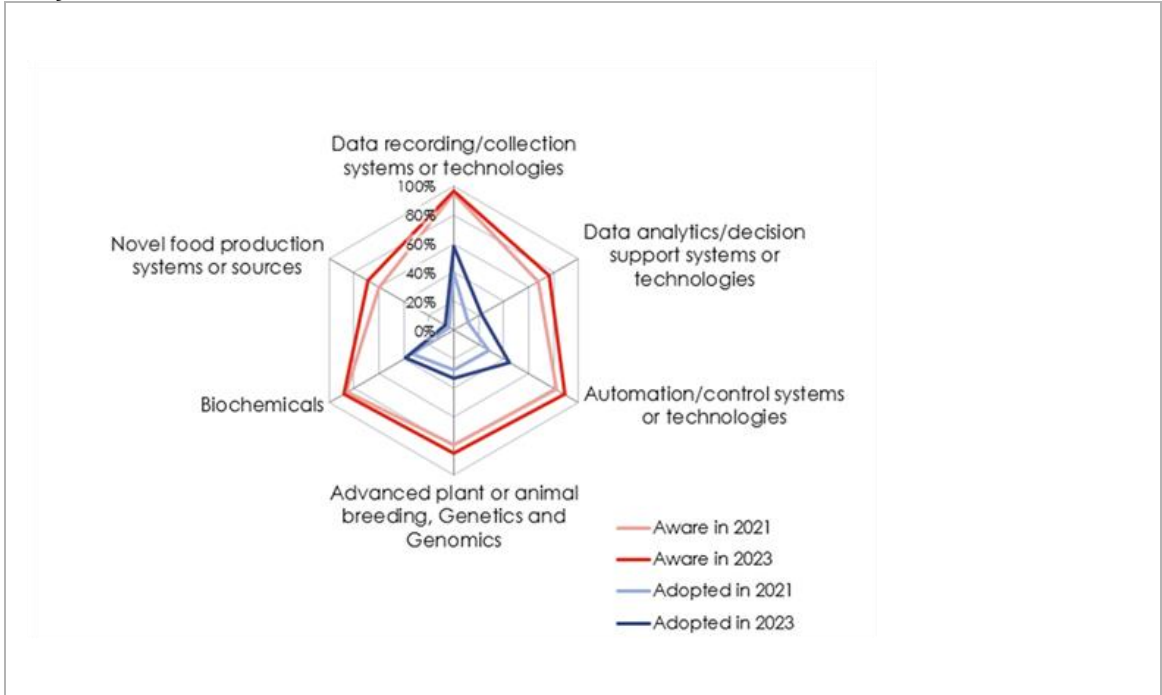 Data recording/collection
systems or technologies
100%
80%
60%
40%
20%
0%
Data analytics/decision
support systems or
technologies
Automation/control systems
or technologies
Advanced plant or animal
breeding, Genetics and
Genomics
Biochemicals
Novel food production
systems or sources
Aware in 2021
Aware in 2023
Adopted in 2021
Adopted in 2023